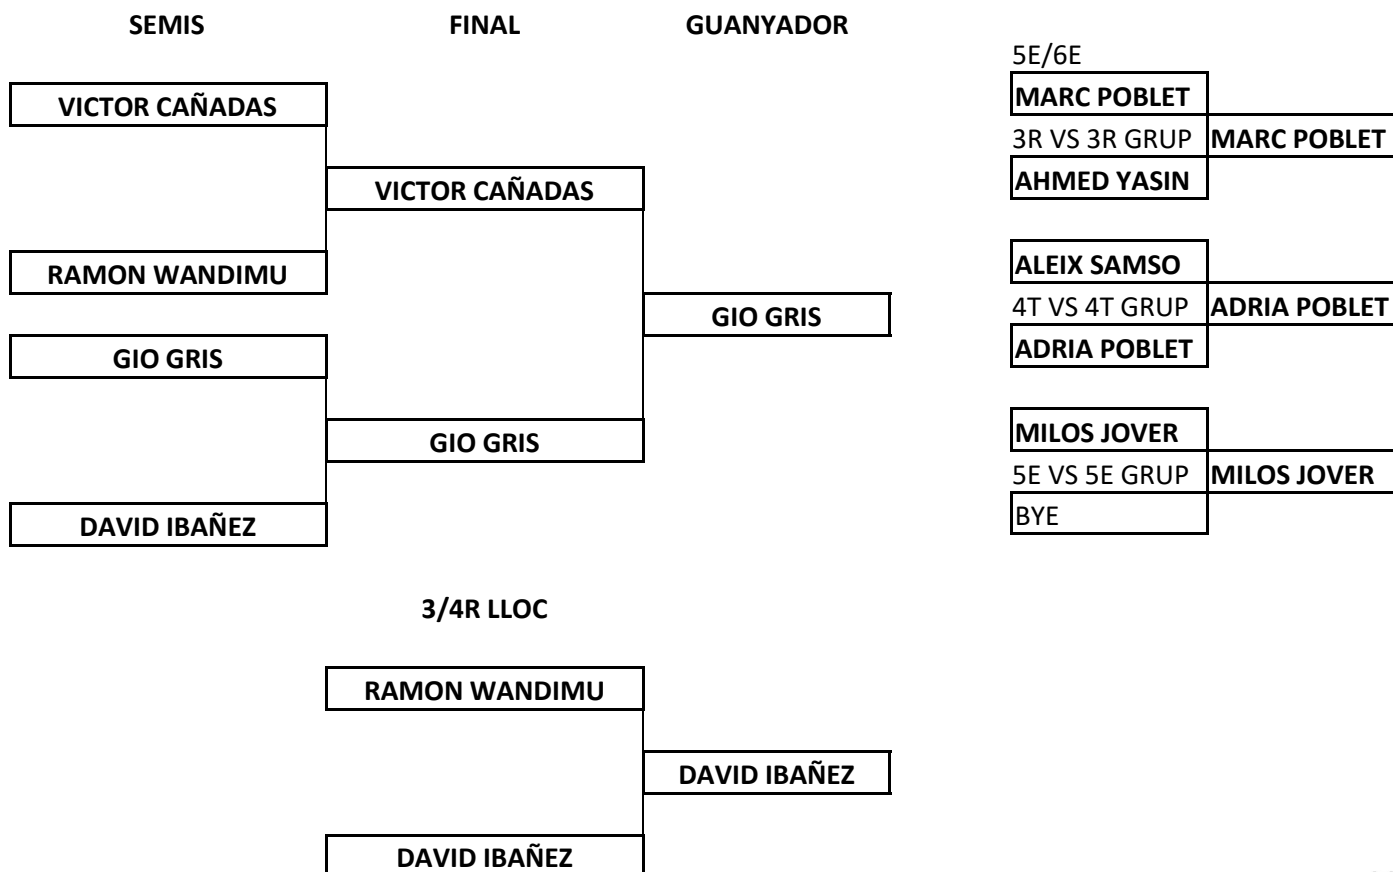 SEMIS FINAL GUANYADOR
VICTOR CAÑADAS
VICTOR CAÑADAS
RAMON WANDIMU
GIO GRIS
GIO GRIS
GIO GRIS
DAVID IBAÑEZ
3/4R LLOC
RAMON WANDIMU
DAVID IBAÑEZ
DAVID IBAÑEZ
5E/6E
MARC POBLET
3R VS 3R GRUP MARC POBLET
AHMED YASIN
ALEIX SAMSO
4T VS 4T GRUP ADRIA POBLET
ADRIA POBLET
MILOS JOVER
5E VS 5E GRUP MILOS JOVER
BYE